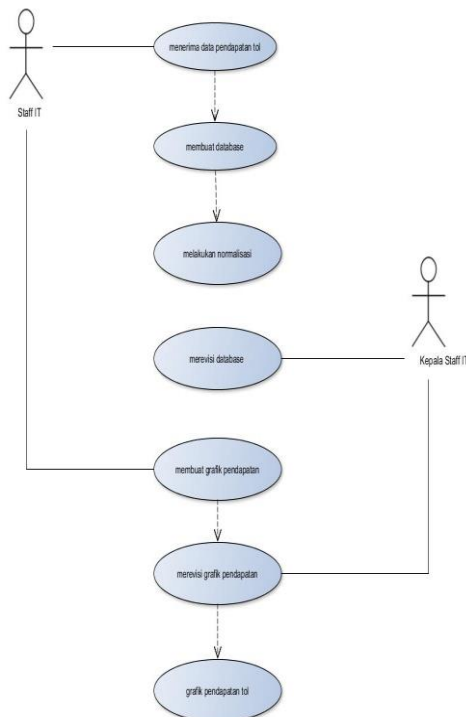 menerima data pendapatan tol
Staff IT
membuat database
melakukan normalisasi
merevisi database
Kepala Staff IT
membuat grafik pendapatan
merevisi grafik pendapatan
grafik pendapatan tol